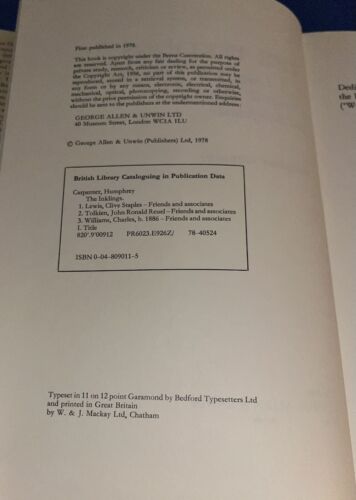 First published in 1978
This book is copyright under the Berne Convention. All rights
are reserved. Apart from any fair dealing for the purpose of
private study, research, criticism or review, as permitted under
the Copyright Act, 1956, no part of this publication may be
reproduced, stored in a retrieval system, or transmitted, in
any form or by any means, electronic, electrical, chemical,
mechanical, optical, photocopying, recording or otherwise,
without the prior permission of the copyright owner. Enquiries
should be sent to the publishers at the undermentioned address:
GEORGE ALLEN & UNWIN LTD
40 Museum Street, London WC1A 1LU
© George Allen & Unwin (Publishers) Ltd, 1978
British Library Cataloguing in Publication Data
Carpenter, Humphrey
The Inklings.
1. Lewis, Clive Staples – Friends and associates
2. Tolkien, John Ronald Reuel – Friends and associates
3. Williams, Charles, b. 1886 – Friends and associates
I. Title
820'.9'00912 PR6023.E926Z/ 78-40524
ISBN 0-04-809011-5
Typeset in 11 on 12 point Garamond by Bedford Typesetters Ltd
and printed in Great Britain
by W. & J. Mackay Ltd, Chatham
Dedi
the
("W